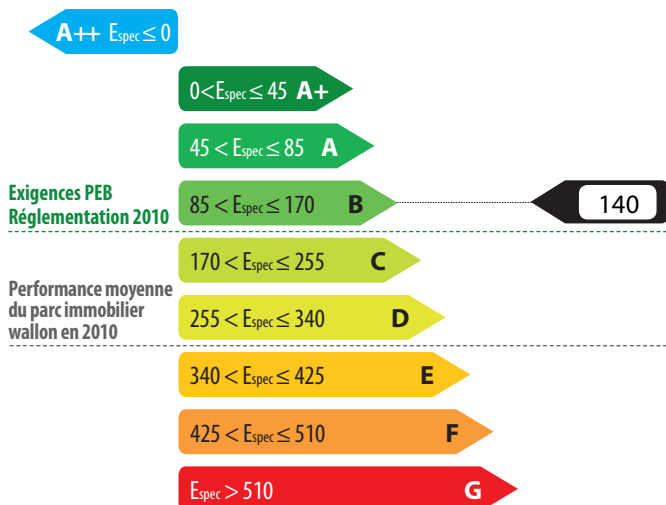 A++ Espec ≤ 0
0<Espec ≤ 45 A+
45 < Espec ≤ 85 A
Exigences PEB
Réglementation 2010
85 < Espec ≤ 170 B
140
170 < Espec ≤ 255 C
Performance moyenne
du parc immobilier
wallon en 2010
255 < Espec ≤ 340 D
340 < Espec ≤ 425 E
425 < Espec ≤ 510 F
Espec > 510 G